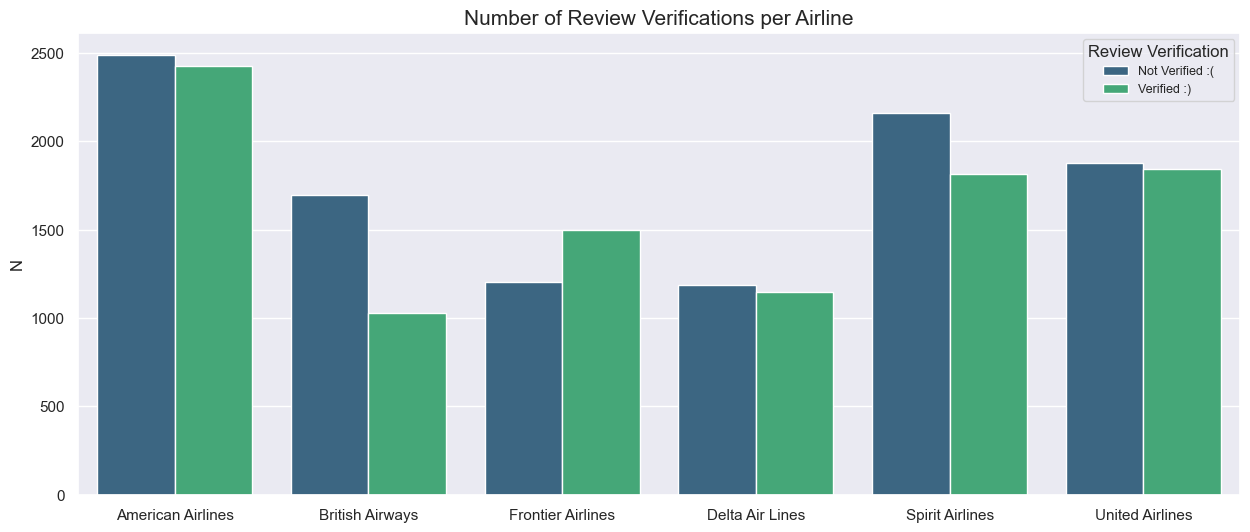 Number of Review Verifications per Airline
Review Verification
Not Verified :(
Verified :)
N
2500
2000
1500
1000
500
0
American Airlines
British Airways
Frontier Airlines
Delta Air Lines
Spirit Airlines
United Airlines